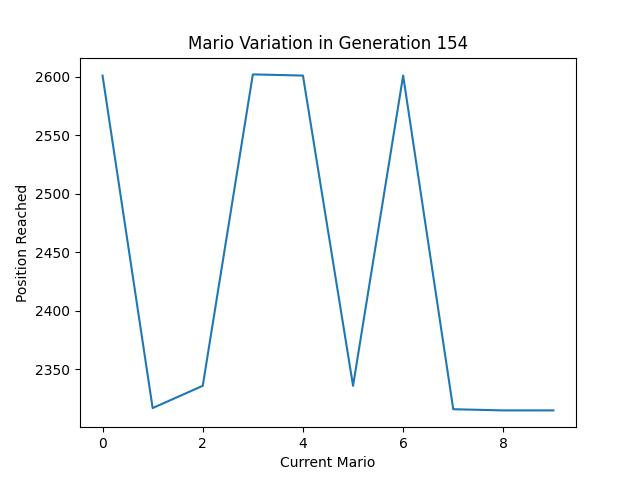 Mario Variation in Generation 154
2600
2550
2500
2450
2400
2350
Position Reached
0 2 4 6 8
Current Mario